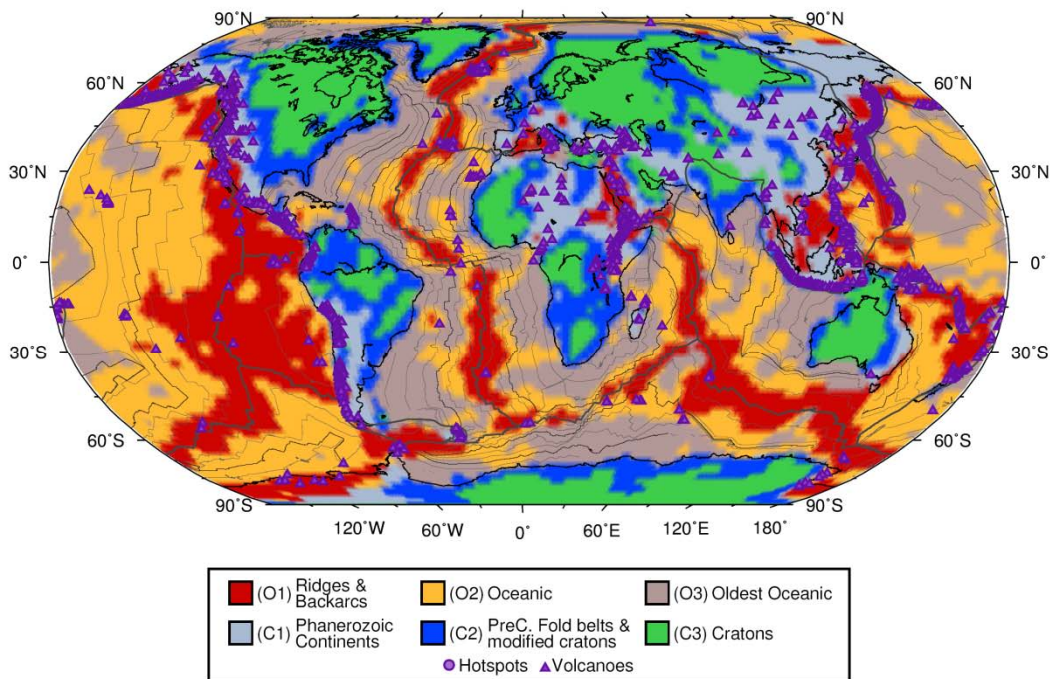 90˚N 90˚N
60˚N 60˚N
30˚N 30˚N
0˚ 0˚
30˚S 30˚S
60˚S 60˚S
90˚S 90˚S
120˚W 60˚W 0˚ 60˚E 120˚E 180˚
(O1) Ridges & Backarcs
(O2) Oceanic
(O3) Oldest Oceanic
(C1) Phanerozoic Continents
(C2) PreC. Fold belts & modified cratons
(C3) Cratons
Hotspots
Volcanoes